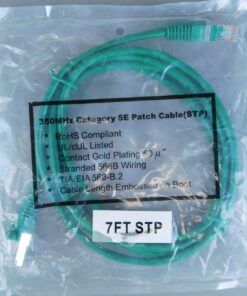 350MHz Category 5E Patch Cable(STP)
• RoHS Compliant
• UL/cUL Listed
• Contact Gold Plating 50 μ"
• Stranded 568B Wiring
• TIA/EIA 568-B.2
• Cable Length Embossed on Boot
7FT STP